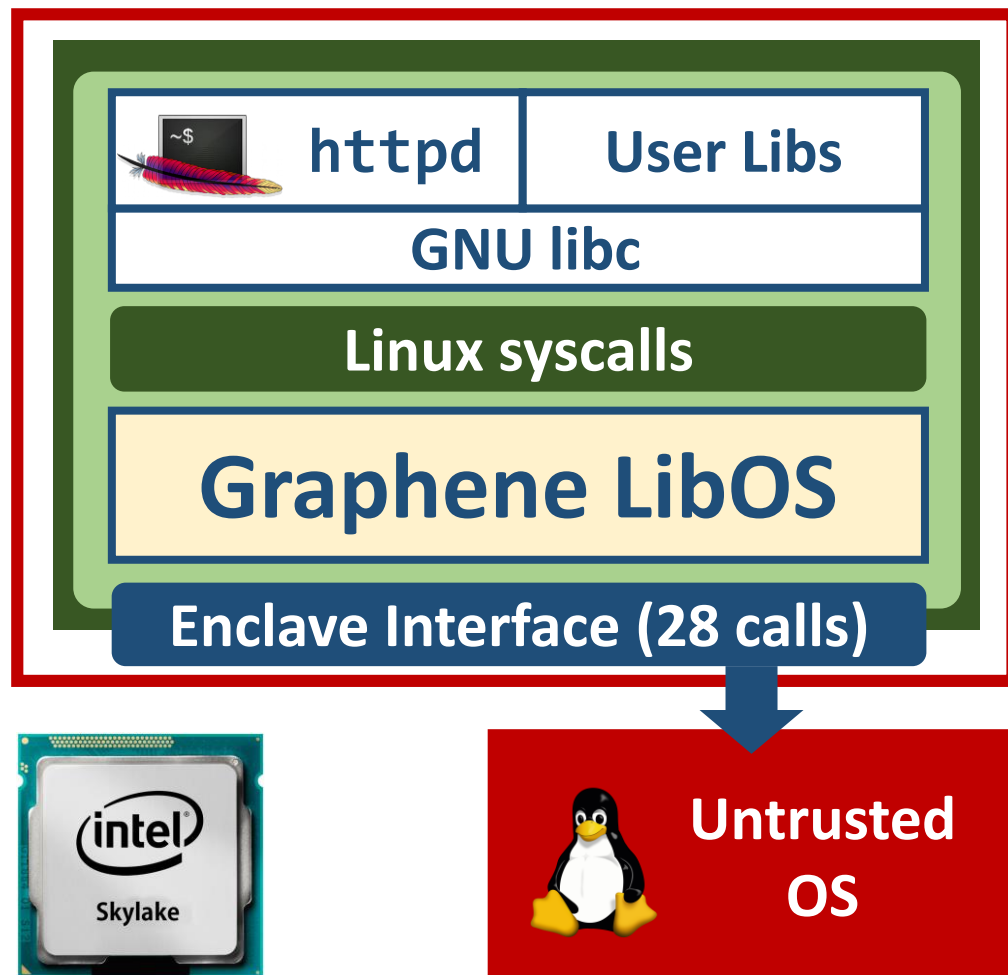 ~$
httpd
User Libs
GNU libc
Linux syscalls
Graphene LibOS
Enclave Interface (28 calls)
intel®
Skylake
Untrusted
OS